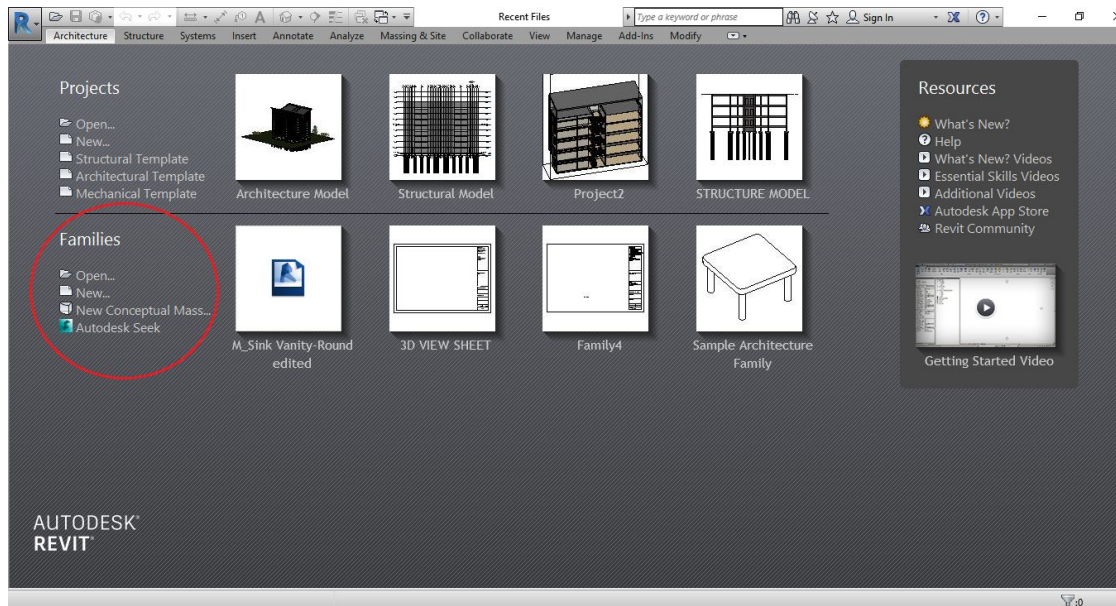 Recent Files
Type a keyword or phrase
Sign In
Architecture Structure Systems Insert Annotate Analyze Massing & Site Collaborate View Manage Add-Ins Modify
Projects
Open...
New...
Structural Template
Architectural Template
Mechanical Template
Architecture Model
Structural Model
Project2
STRUCTURE MODEL
Families
Open...
New...
New Conceptual Mass...
Autodesk Seek
M_Sink Vanity-Round
edited
3D VIEW SHEET
Family4
Sample Architecture
Family
Resources
What's New?
Help
What's New? Videos
Essential Skills Videos
Additional Videos
Autodesk App Store
Revit Community
Getting Started Video
AUTODESK®
REVIT®
:0